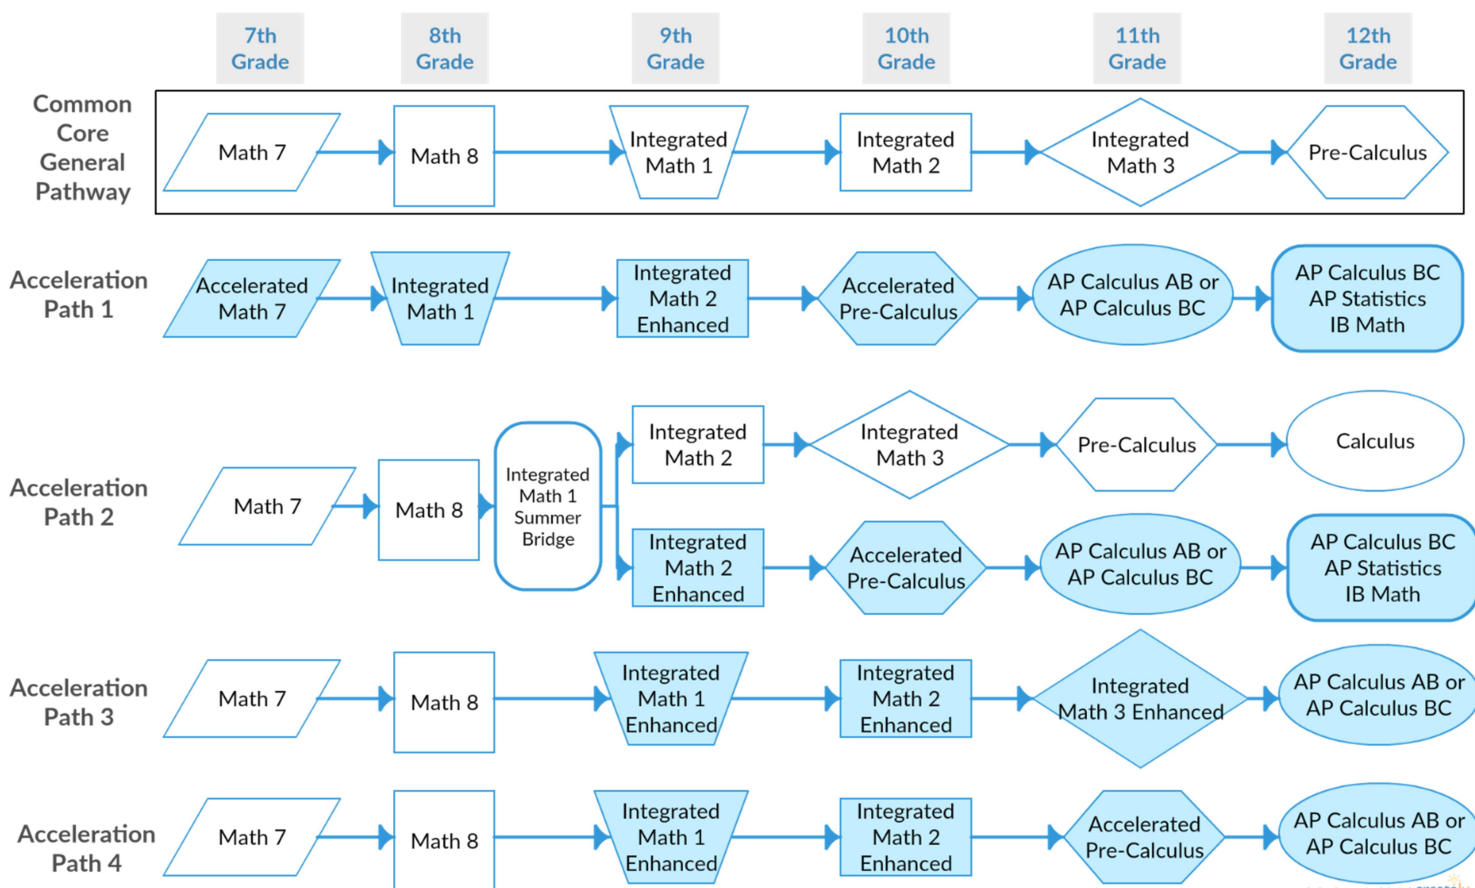 7th
Grade
8th
Grade
9th
Grade
10th
Grade
11th
Grade
12th
Grade
Common
Core
General
Pathway
Math 7
Math 8
Integrated
Math 1
Integrated
Math 2
Integrated
Math 3
Pre-Calculus
Acceleration
Path 1
Accelerated
Math 7
Integrated
Math 1
Integrated
Math 2
Enhanced
Accelerated
Pre-Calculus
AP Calculus AB or
AP Calculus BC
AP Calculus BC
AP Statistics
IB Math
Acceleration
Path 2
Math 7
Math 8
Integrated
Math 1
Summer
Bridge
Integrated
Math 2
Integrated
Math 3
Pre-Calculus
Calculus
Integrated
Math 2
Enhanced
Accelerated
Pre-Calculus
AP Calculus AB or
AP Calculus BC
AP Calculus BC
AP Statistics
IB Math
Acceleration
Path 3
Math 7
Math 8
Integrated
Math 1
Enhanced
Integrated
Math 2
Enhanced
Integrated
Math 3 Enhanced
AP Calculus AB or
AP Calculus BC
Acceleration
Path 4
Math 7
Math 8
Integrated
Math 1
Enhanced
Integrated
Math 2
Enhanced
Accelerated
Pre-Calculus
AP Calculus AB or
AP Calculus BC